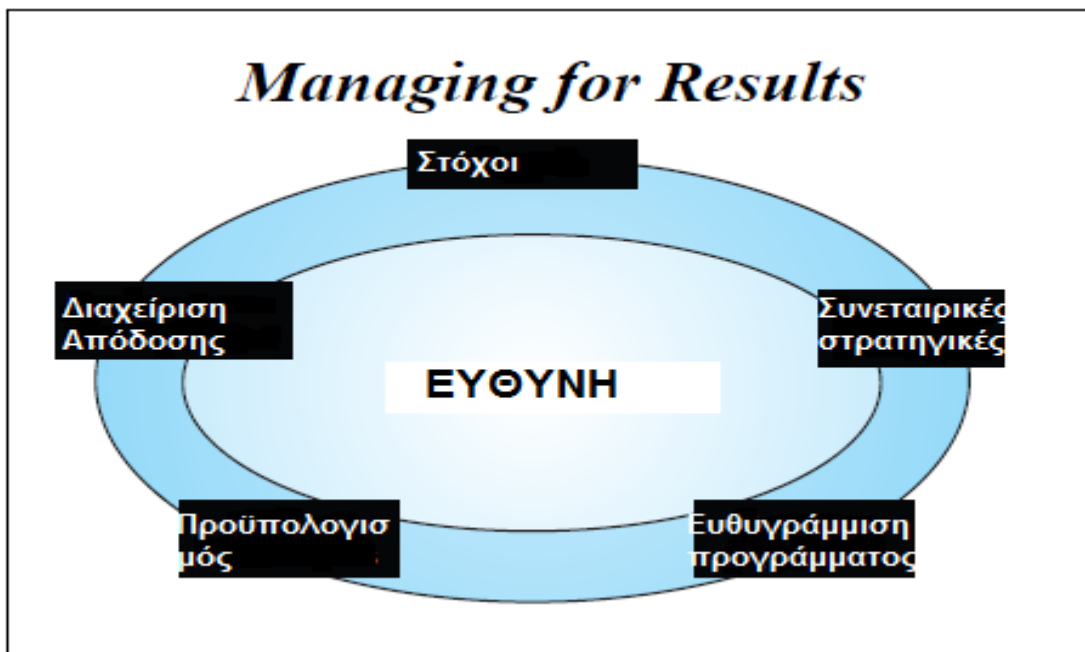 Managing for Results
Στόχοι
Διαχείριση
Απόδοσης
Συνεταιρικές
στρατηγικές
ΕΥΘΥΝΗ
Προϋπολογισ
μός
Ευθυγράμμιση
προγράμματος